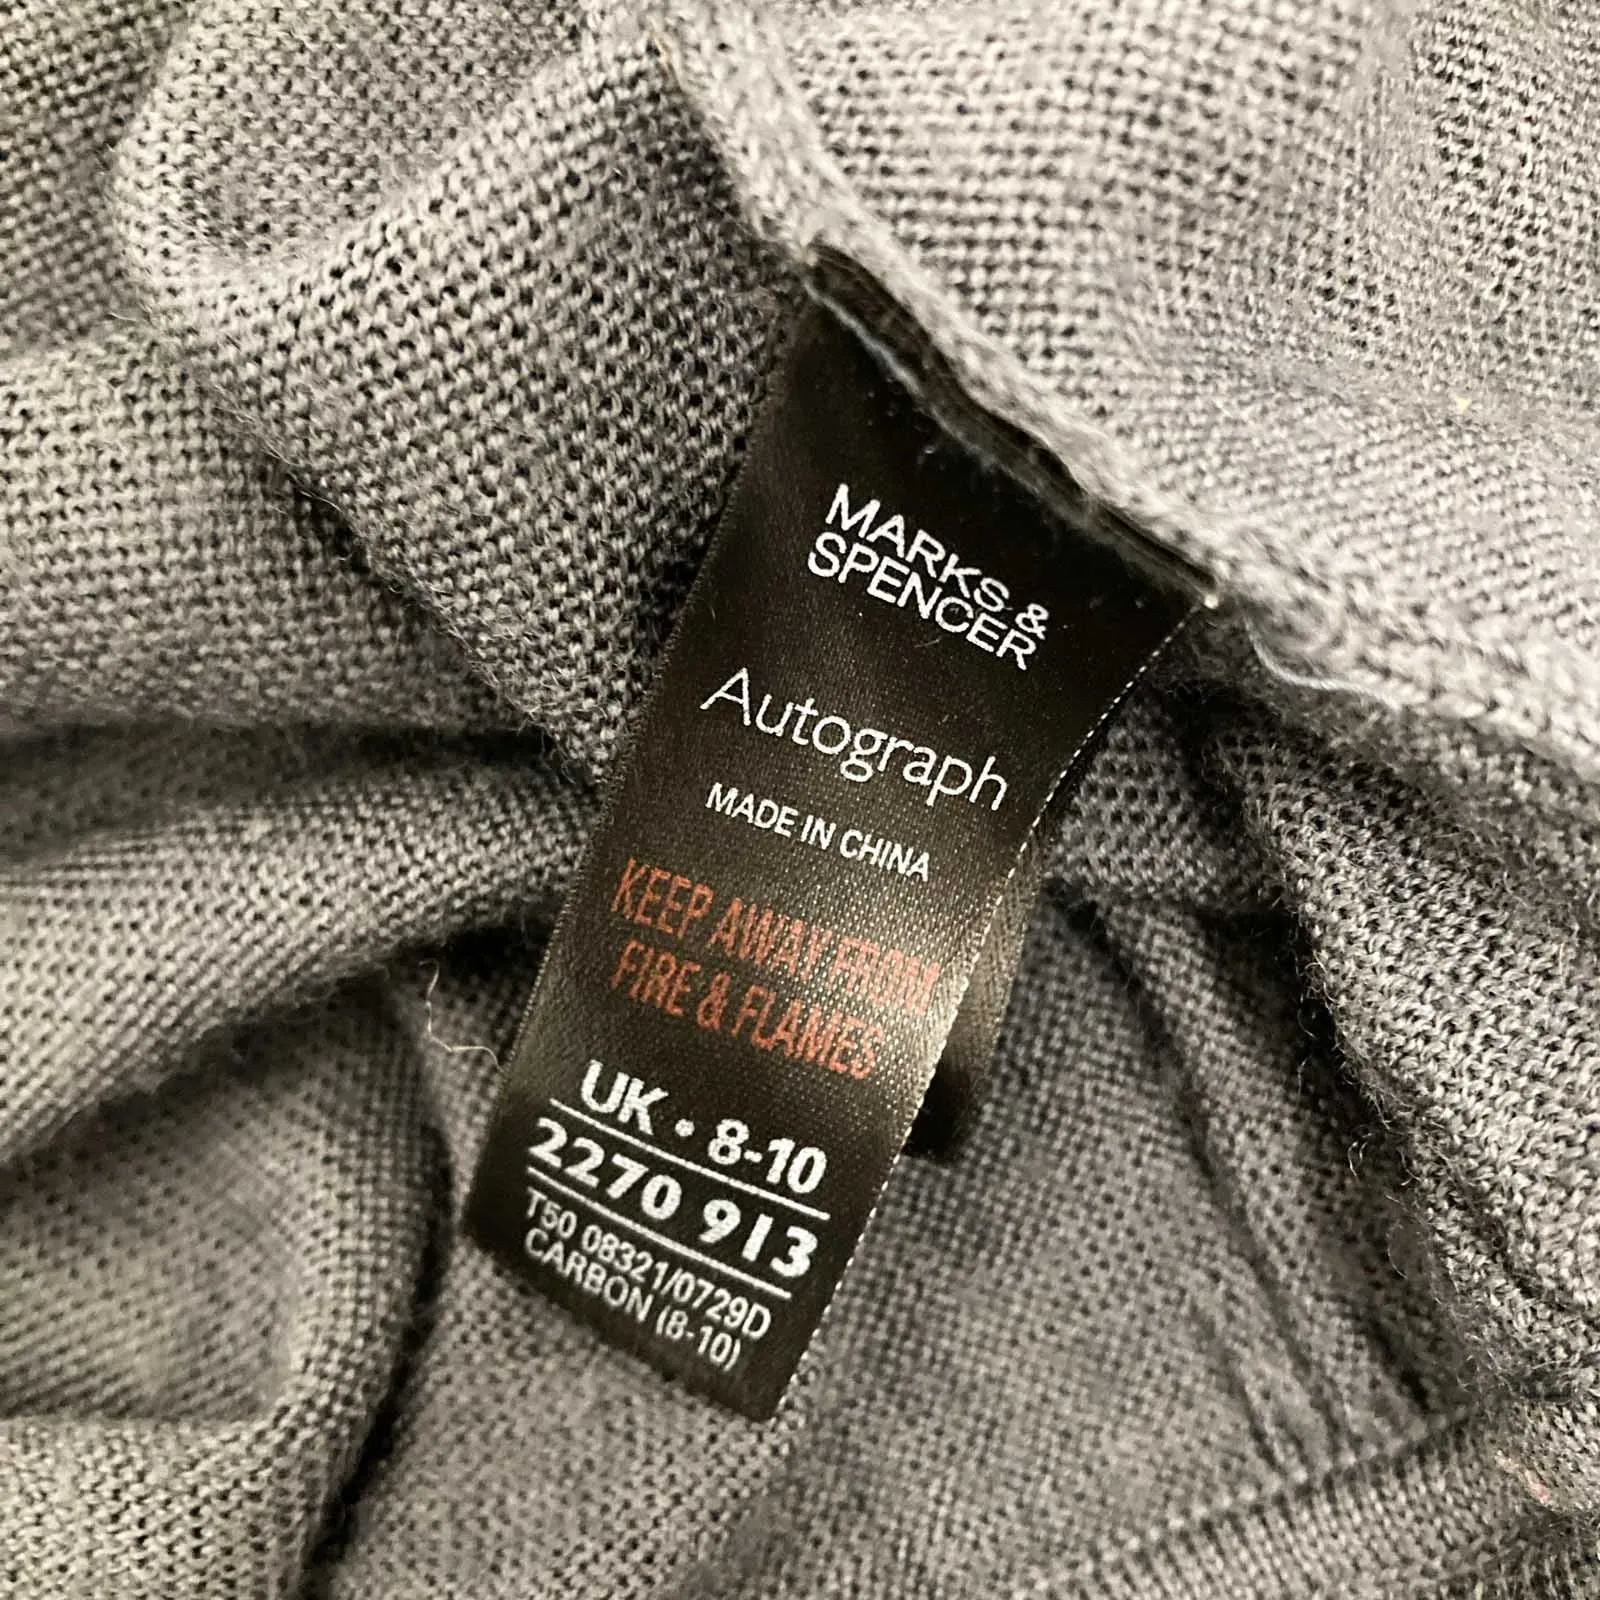 MARKS &
SPENCER
Autograph
MADE IN CHINA
KEEP AWAY FROM
FIRE & FLAMES
UK • 8-10
2270 913
T50 08321/0729D
CARBON (8-10)